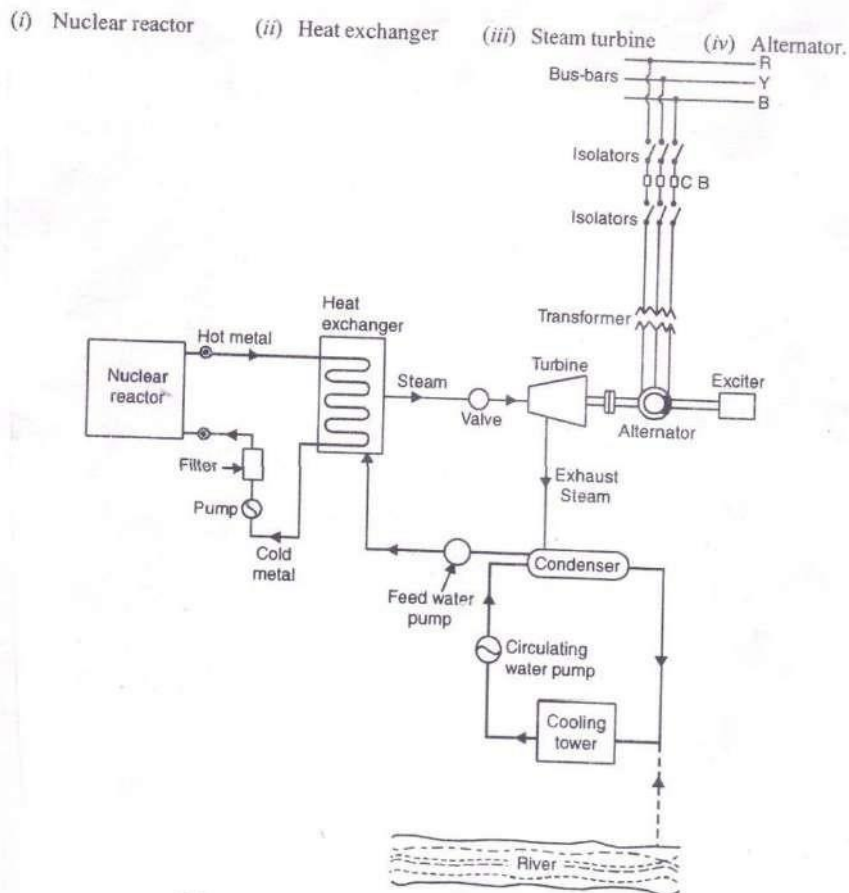 (i) Nuclear reactor (ii) Heat exchanger (iii) Steam turbine (iv) Alternator.
R
Bus-bars
Y
B
Isolators
C B
Isolators
Transformer
Heat
exchanger
Hot metal
Turbine
Nuclear
reactor
Steam
Exciter
Valve
Alternator
Filter
Exhaust
Steam
Pump
Cold
metal
Condenser
Feed water
pump
Circulating
water pump
Cooling
tower
River